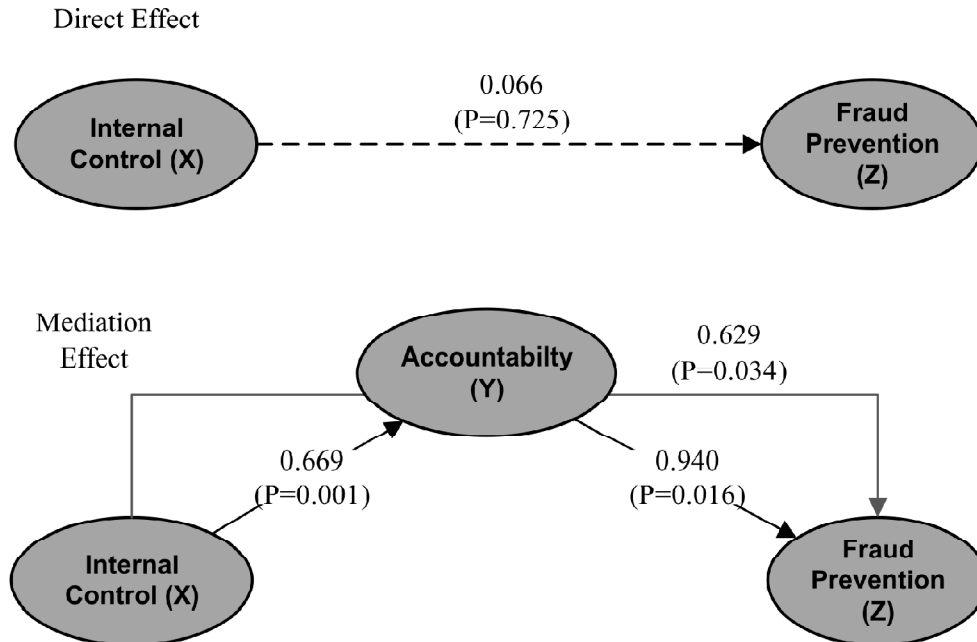 Direct Effect
Internal
Control (X)
0.066
(P=0.725)
Fraud
Prevention
(Z)
Mediation
Effect
Accountabilty
(Y)
0.629
(P=0.034)
0.669
(P=0.001)
0.940
(P=0.016)
Internal
Control (X)
Fraud
Prevention
(Z)